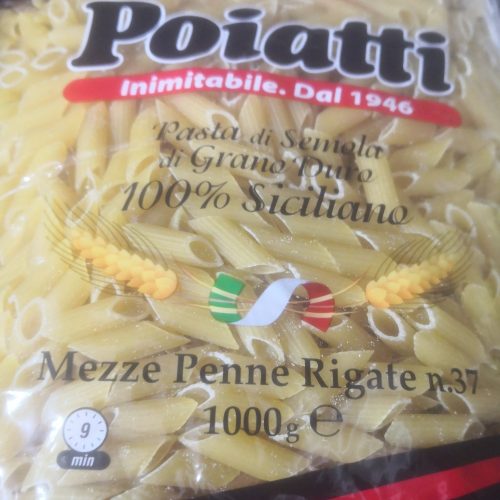 Poiatti
Inimitabile. Dal 1946
Pasta di Semola
di Grano Duro
100% Siciliano
Mezze Penne Rigate n.37
1000g ℮
9
min